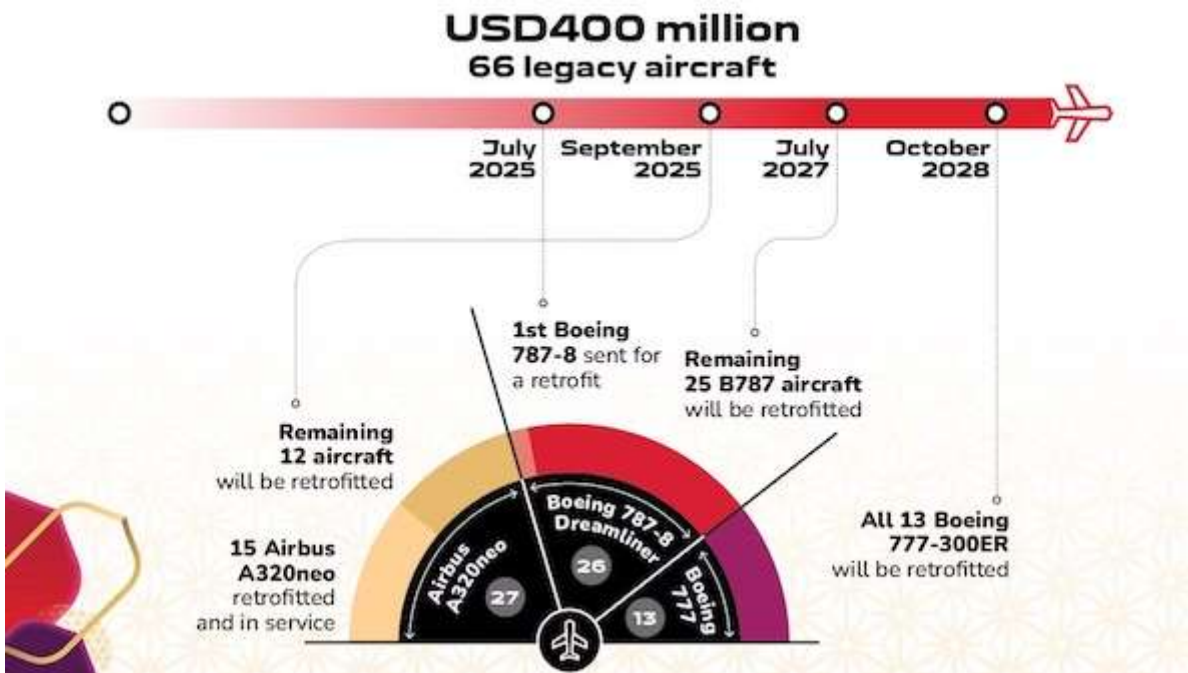 USD400 million
66 legacy aircraft
July
2025
September
2025
July
2027
October
2028
1st Boeing
787-8 sent for
a retrofit
Remaining
25 B787 aircraft
will be retrofitted
Remaining
12 aircraft
will be retrofitted
15 Airbus
A320neo
retrofitted
and in service
All 13 Boeing
777-300ER
will be retrofitted
Airbus
A320neo
27
Boeing 787-8
Dreamliner
26
Boeing
777
13